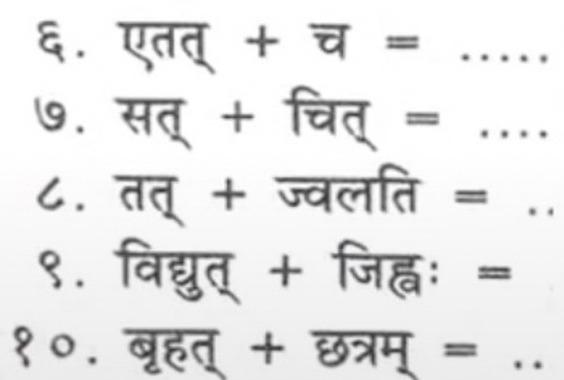 ६. एतत् + च = .....
७. सत् + चित् = ....
८. तत् + ज्वलति = ..
९. विद्युत् + जिह्वः =
१०. बृहत् + छत्रम् = ..